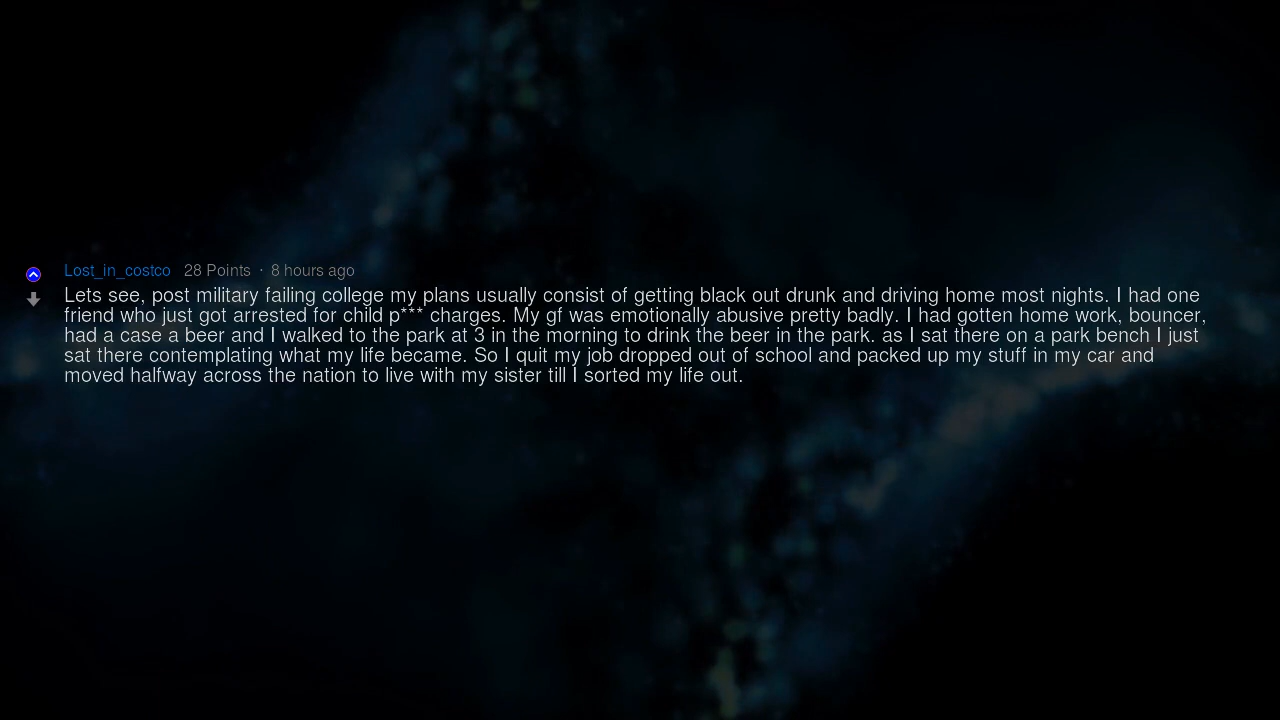 Lost_in_costco 28 Points · 8 hours ago
Lets see, post military failing college my plans usually consist of getting black out drunk and driving home most nights. I had one
friend who just got arrested for child p*** charges. My gf was emotionally abusive pretty badly. I had gotten home work, bouncer,
had a case a beer and I walked to the park at 3 in the morning to drink the beer in the park. as I sat there on a park bench I just
sat there contemplating what my life became. So I quit my job dropped out of school and packed up my stuff in my car and
moved halfway across the nation to live with my sister till I sorted my life out.